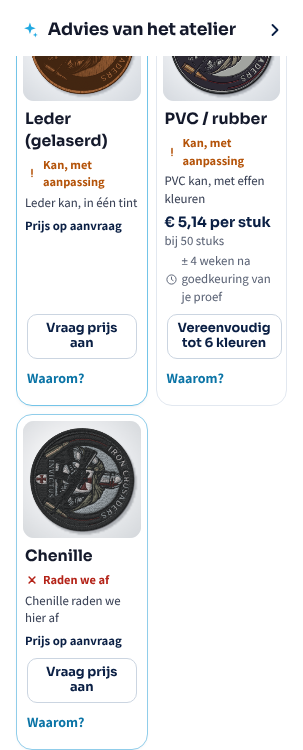 Advies van het atelier
Leder
(gelaserd)
! Kan, met
aanpassing
Leder kan, in één tint
Prijs op aanvraag
Vraag prijs
aan
Waarom?
PVC / rubber
! Kan, met
aanpassing
PVC kan, met effen
kleuren
€ 5,14 per stuk
bij 50 stuks
± 4 weken na
goedkeuring van
je proef
Vereenvoudig
tot 6 kleuren
Waarom?
IRON CRUSADERS
Chenille
Raden we af
Chenille raden we
hier af
Prijs op aanvraag
Vraag prijs
aan
Waarom?